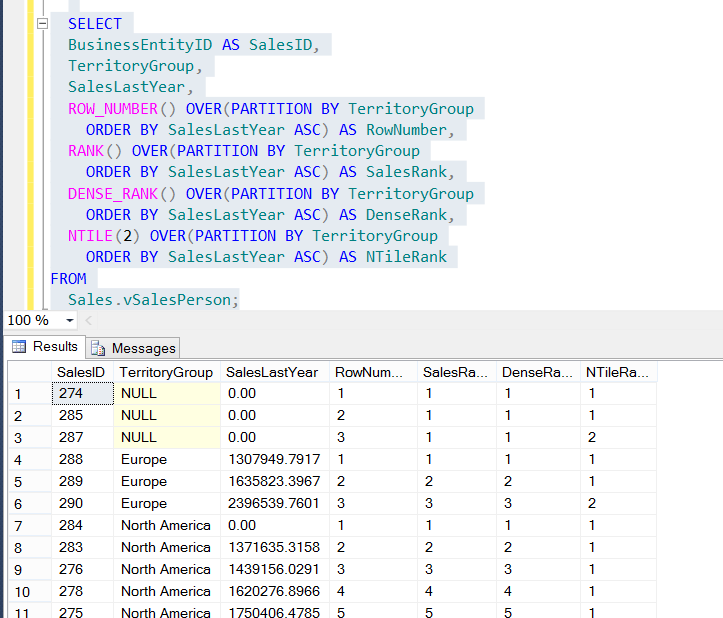 SELECT
BusinessEntityID AS SalesID,
TerritoryGroup,
SalesLastYear,
ROW_NUMBER() OVER(PARTITION BY TerritoryGroup
ORDER BY SalesLastYear ASC) AS RowNumber,
RANK() OVER(PARTITION BY TerritoryGroup
ORDER BY SalesLastYear ASC) AS SalesRank,
DENSE_RANK() OVER(PARTITION BY TerritoryGroup
ORDER BY SalesLastYear ASC) AS DenseRank,
NTILE(2) OVER(PARTITION BY TerritoryGroup
ORDER BY SalesLastYear ASC) AS NTileRank
FROM
Sales.vSalesPerson;
100 %
Results Messages
SalesID TerritoryGroup SalesLastYear RowNum... SalesRa... DenseRa... NTileRa...
1 274 NULL 0.00 1 1 1 1
2 285 NULL 0.00 2 1 1 1
3 287 NULL 0.00 3 1 1 2
4 288 Europe 1307949.7917 1 1 1 1
5 289 Europe 1635823.3967 2 2 2 1
6 290 Europe 2396539.7601 3 3 3 2
7 284 North America 0.00 1 1 1 1
8 283 North America 1371635.3158 2 2 2 1
9 276 North America 1439156.0291 3 3 3 1
10 278 North America 1620276.8966 4 4 4 1
11 275 North America 1750406.4785 5 5 5 1